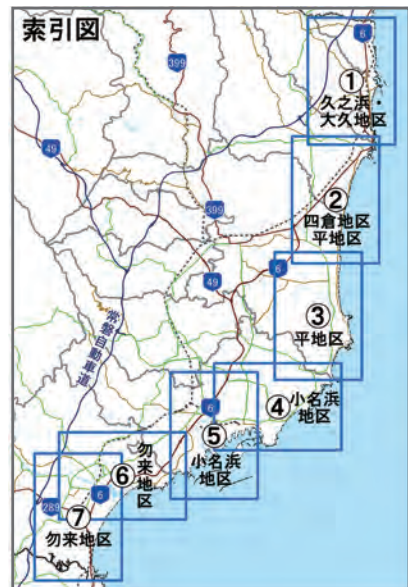 索引図
6
399
①
久之浜・
大久地区
49
②
四倉地区
平地区
399
6
49
③
平地区
常磐自動車道
④
小名浜
地区
6
⑤
小名浜
地区
⑥
勿来地区
6
289
⑦
勿来地区